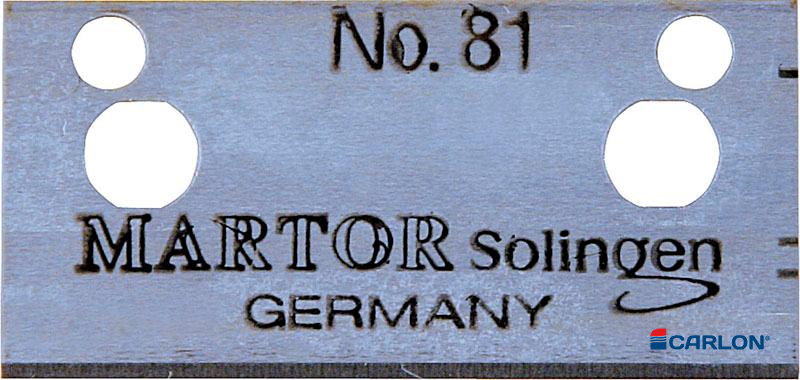 No. 81
MARTOR Solingen
GERMANY
CARLON®